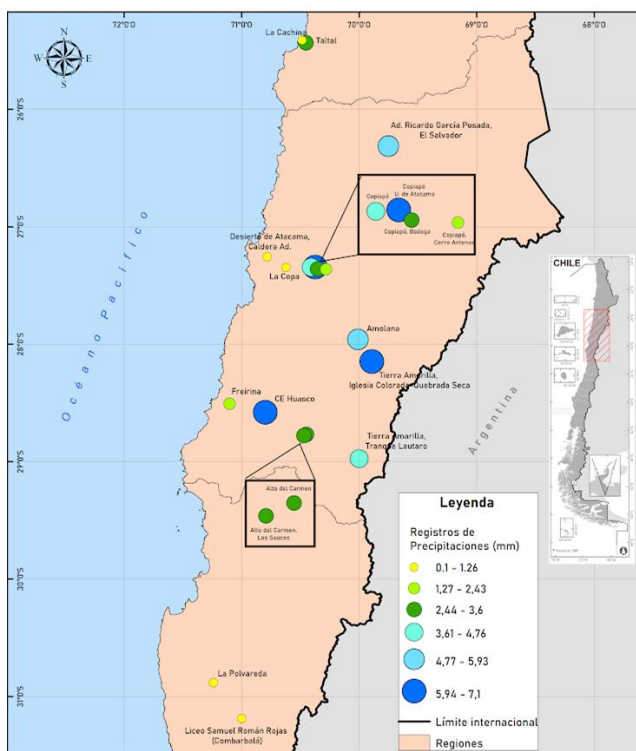 72°0'O
71°0'O
70°0'O
69°0'O
68°0'O
N
W
E
S
La Cachina
Taltal
26°0'S
Ad. Ricardo García Posada,
El Salvador
27°0'S
Copiapó
Copiapó
U. de Atacama
Copiapó, Bodega
Copiapó,
Cerro Antenas
Desierto de Atacama,
Caldera Ad.
La Copa
Océano Pacífico
28°0'S
Amolana
Tierra Amarilla,
Iglesia Colorada-Quebrada Seca
Freirina
CE Huasco
Argentina
CHILE
29°0'S
Tierra Amarilla,
Tranque Lautaro
Alto del Carmen
Alto del Carmen,
Los Sauces
30°0'S
31°0'S
La Polvareda
Liceo Samuel Román Rojas
(Combarbalá)
Leyenda
Registros de
Precipitaciones (mm)
0.1 - 1.26
1,27 - 2,43
2,44 - 3,6
3,61 - 4,76
4,77 - 5,93
5,94 - 7,1
Límite internacional
Regiones